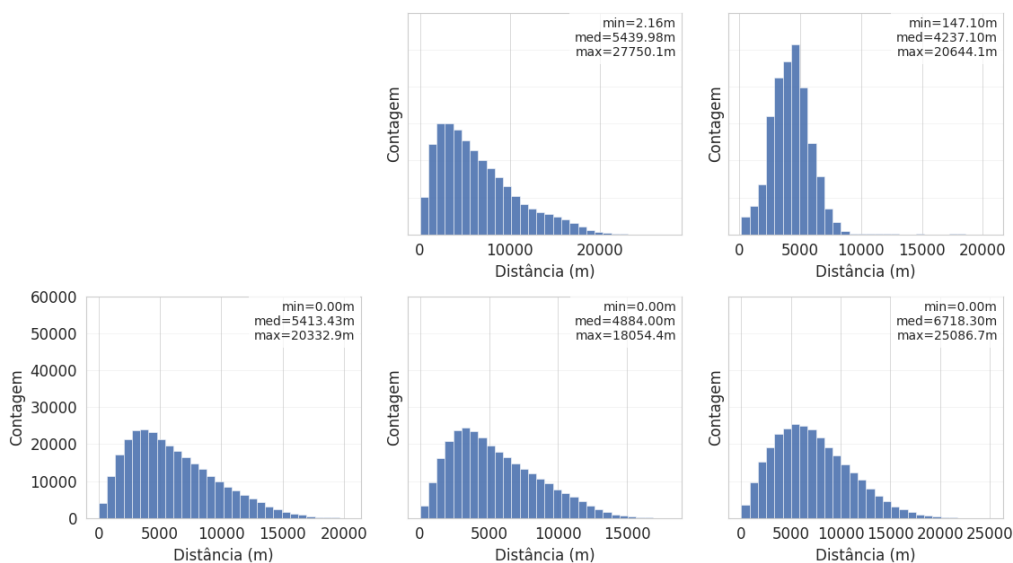 min=2.16m
med=5439.98m
max=27750.1m
Contagem
0 10000 20000
Distância (m)
min=147.10m
med=4237.10m
max=20644.1m
Contagem
0 5000 10000 15000 20000
Distância (m)
60000
50000
40000
30000
20000
10000
0
Contagem
min=0.00m
med=5413.43m
max=20332.9m
0 5000 10000 15000 20000
Distância (m)
min=0.00m
med=4884.00m
max=18054.4m
Contagem
0 5000 10000 15000
Distância (m)
min=0.00m
med=6718.30m
max=25086.7m
Contagem
0 5000 10000 15000 20000 25000
Distância (m)